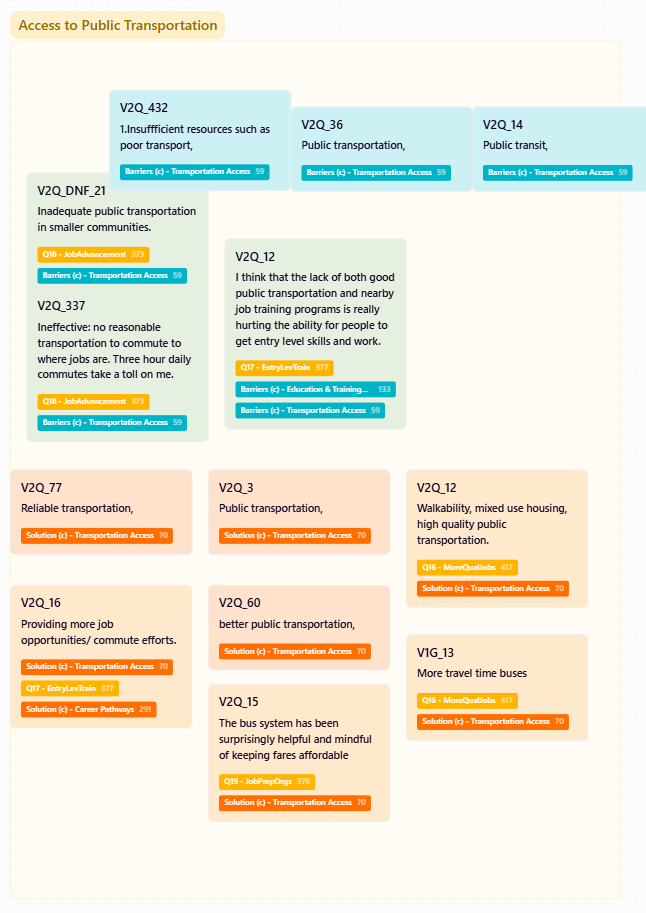 Access to Public Transportation
V2Q_432
1.Insuffficient resources such as
poor transport,
Barriers (c) - Transportation Access 59
V2Q_36
Public transportation,
Barriers (c) - Transportation Access 59
V2Q_14
Public transit,
Barriers (c) - Transportation Access 59
V2Q_DNF_21
Inadequate public transportation
in smaller communities.
Q18 - JobAdvancement 373
Barriers (c) - Transportation Access 59
V2Q_337
Ineffective: no reasonable
transportation to commute to
where jobs are. Three hour daily
commutes take a toll on me.
Q18 - JobAdvancement 373
Barriers (c) - Transportation Access 59
V2Q_12
I think that the lack of both good
public transportation and nearby
job training programs is really
hurting the ability for people to
get entry level skills and work.
Q17 - EntryLevTrain 377
Barriers (c) - Education & Training... 133
Barriers (c) - Transportation Access 59
V2Q_77
Reliable transportation,
Solution (c) - Transportation Access 70
V2Q_3
Public transportation,
Solution (c) - Transportation Access 70
V2Q_12
Walkability, mixed use housing,
high quality public
transportation.
Q16 - MoreQualJobs 417
Solution (c) - Transportation Access 70
V2Q_16
Providing more job
opportunities/ commute efforts.
Solution (c) - Transportation Access 70
Q17 - EntryLevTrain 377
Solution (c) - Career Pathways 291
V2Q_60
better public transportation,
Solution (c) - Transportation Access 70
V1G_13
More travel time buses
Q16 - MoreQualJobs 417
Solution (c) - Transportation Access 70
V2Q_15
The bus system has been
surprisingly helpful and mindful
of keeping fares affordable
Q19 - JobPrepOrgs 376
Solution (c) - Transportation Access 70